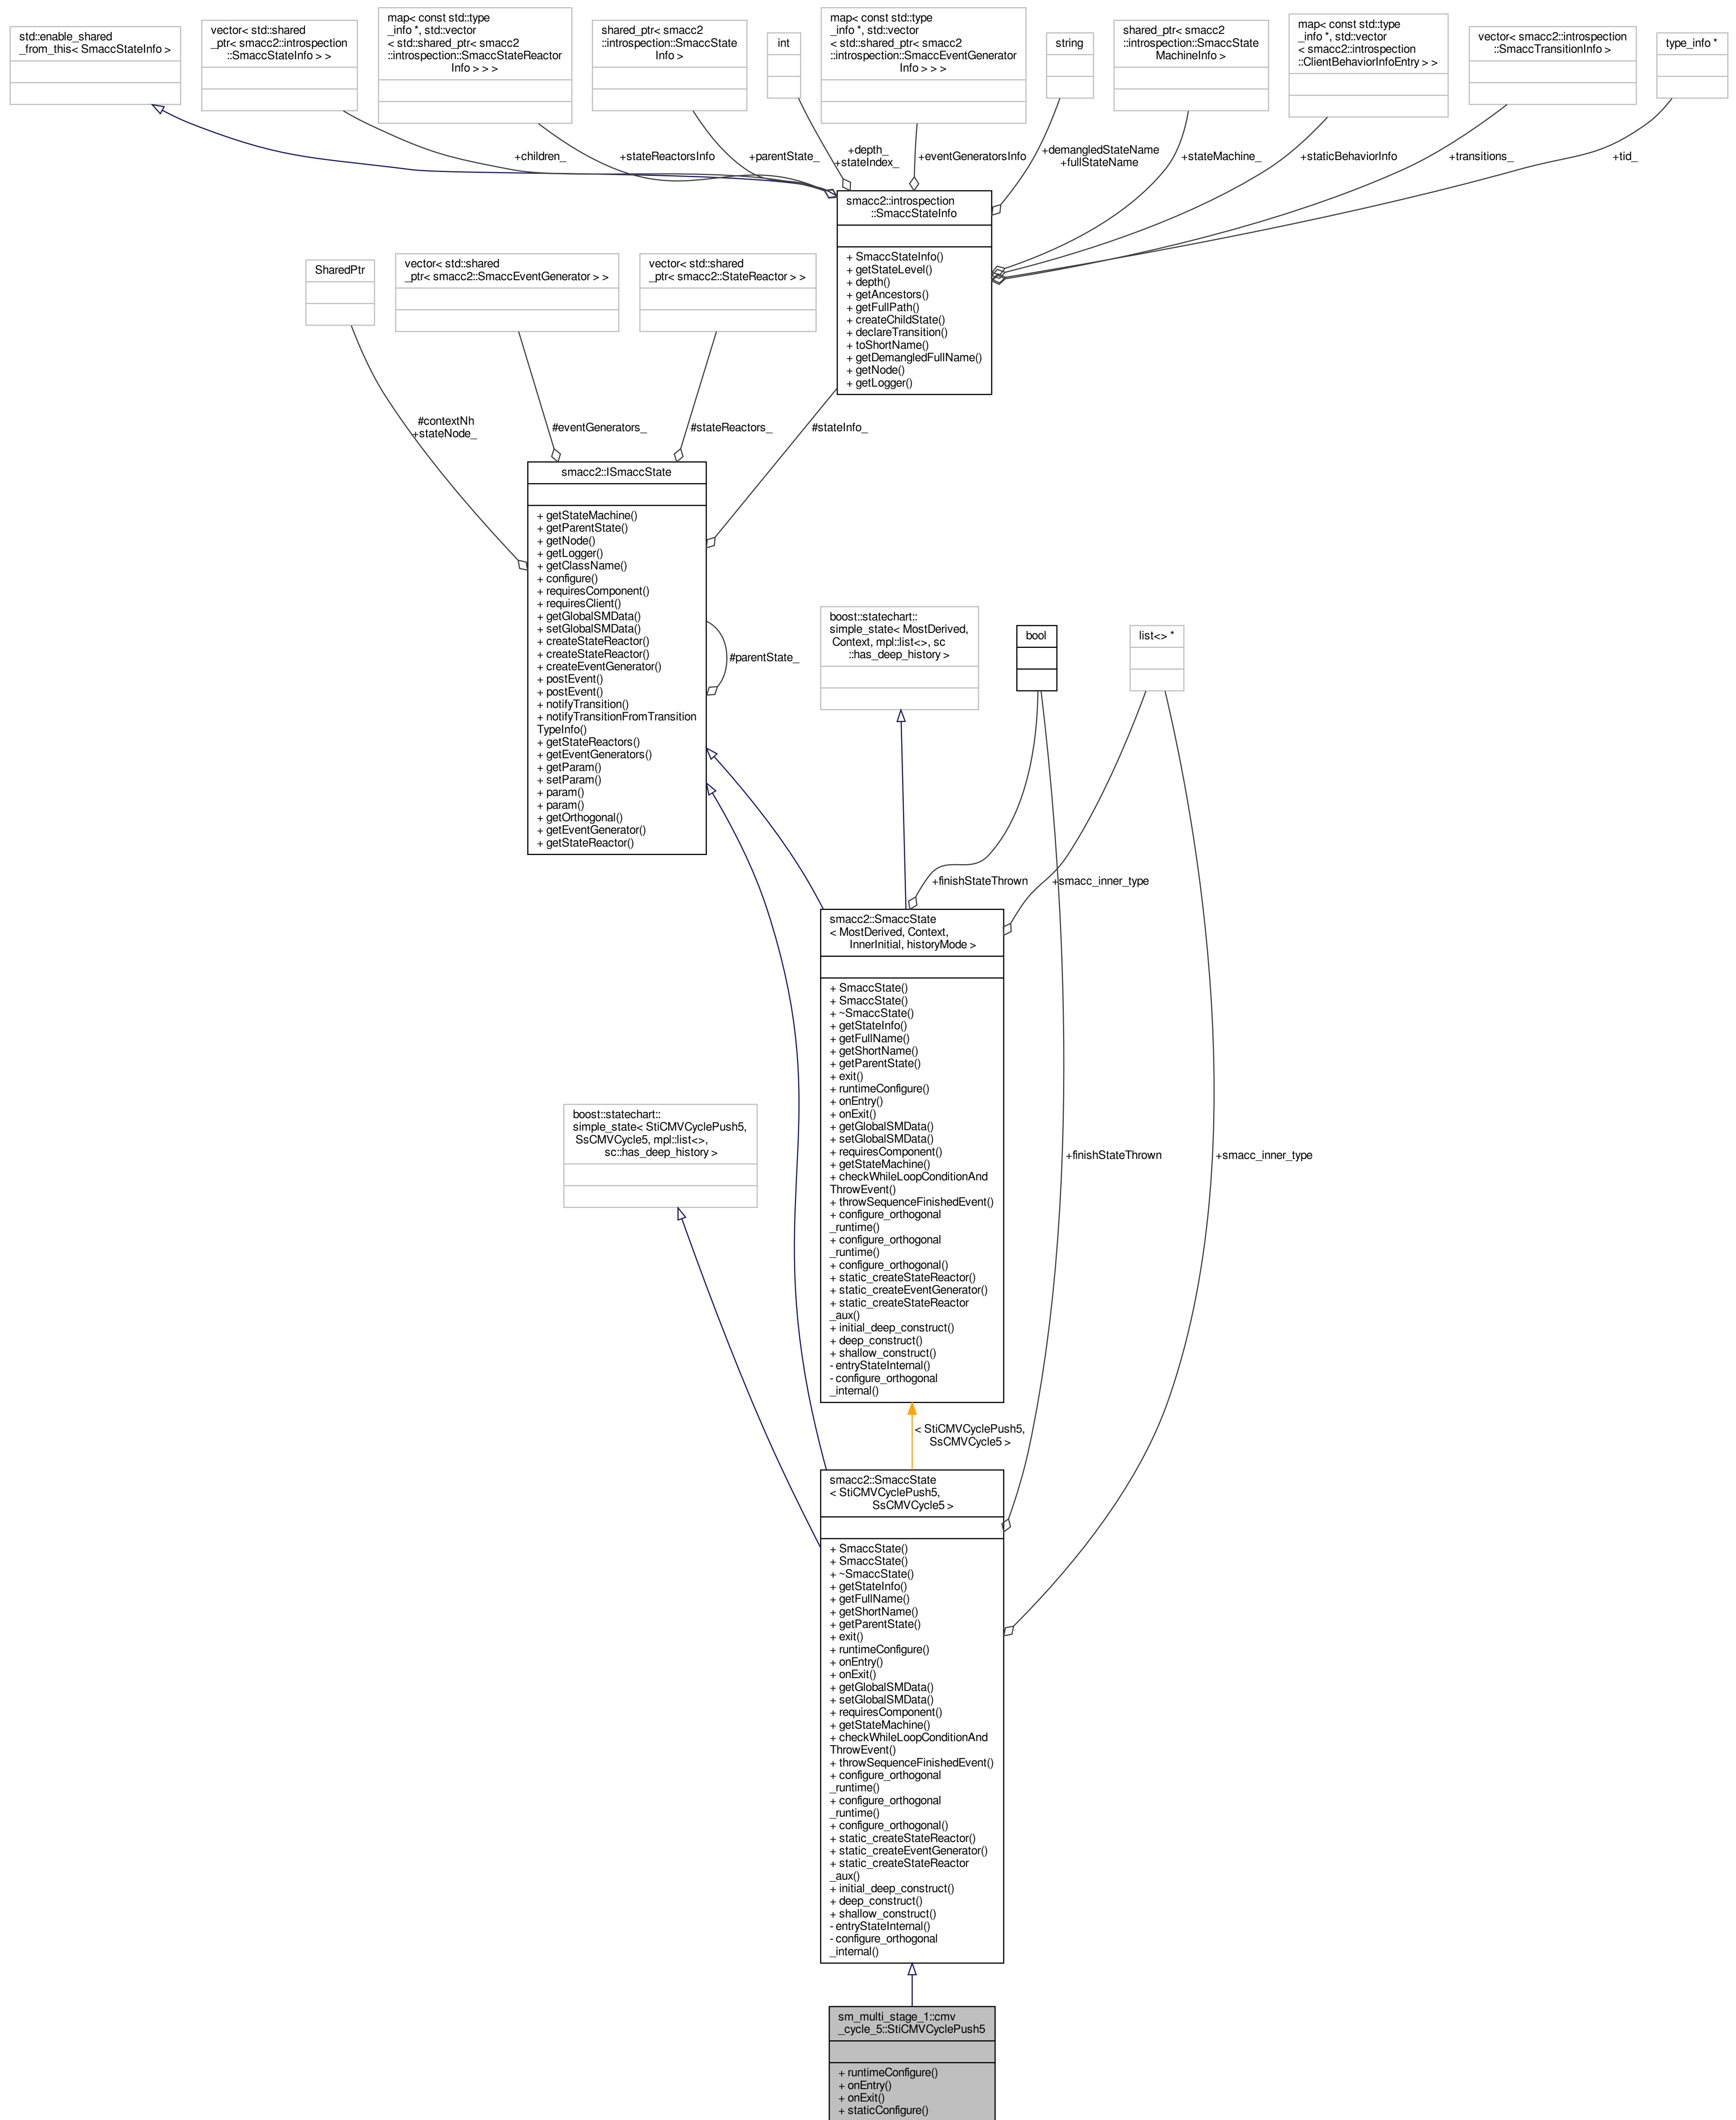 std::enable_shared
_from_this< SmaccStateInfo >
vector< std::shared
_ptr< smacc2::introspection
::SmaccStateInfo > >
map< const std::type
_info *, std::vector
< std::shared_ptr< smacc2
::introspection::SmaccStateReactor
Info > > >
shared_ptr< smacc2
::introspection::SmaccState
Info >
int
map< const std::type
_info *, std::vector
< std::shared_ptr< smacc2
::introspection::SmaccEventGenerator
Info > > >
string
shared_ptr< smacc2
::introspection::SmaccState
MachineInfo >
map< const std::type
_info *, std::vector
< smacc2::introspection
::ClientBehaviorInfoEntry > >
vector< smacc2::introspection
::SmaccTransitionInfo >
type_info *
+children_
+stateReactorsInfo
+parentState_
+depth_
+stateIndex_
+eventGeneratorsInfo
+demangledStateName
+fullStateName
+stateMachine_
+staticBehaviorInfo
+transitions_
+tid_
smacc2::introspection
::SmaccStateInfo
+ SmaccStateInfo()
+ getStateLevel()
+ depth()
+ getAncestors()
+ getFullPath()
+ createChildState()
+ declareTransition()
+ toShortName()
+ getDemangledFullName()
+ getNode()
+ getLogger()
SharedPtr
vector< std::shared
_ptr< smacc2::SmaccEventGenerator > >
vector< std::shared
_ptr< smacc2::StateReactor > >
#contextNh
+stateNode_
#eventGenerators_
#stateReactors_
#stateInfo_
smacc2::ISmaccState
+ getStateMachine()
+ getParentState()
+ getNode()
+ getLogger()
+ getClassName()
+ configure()
+ requiresComponent()
+ requiresClient()
+ getGlobalSMData()
+ setGlobalSMData()
+ createStateReactor()
+ createStateReactor()
+ createEventGenerator()
+ postEvent()
+ postEvent()
+ notifyTransition()
+ notifyTransitionFromTransition
TypeInfo()
+ getStateReactors()
+ getEventGenerators()
+ getParam()
+ setParam()
+ param()
+ param()
+ getOrthogonal()
+ getEventGenerator()
+ getStateReactor()
#parentState_
boost::statechart::
simple_state< MostDerived,
Context, mpl::list<>, sc
::has_deep_history >
bool
list<> *
+finishStateThrown
+smacc_inner_type
smacc2::SmaccState
< MostDerived, Context,
InnerInitial, historyMode >
+ SmaccState()
+ SmaccState()
+ ~SmaccState()
+ getStateInfo()
+ getFullName()
+ getShortName()
+ getParentState()
+ exit()
+ runtimeConfigure()
+ onEntry()
+ onExit()
+ getGlobalSMData()
+ setGlobalSMData()
+ requiresComponent()
+ getStateMachine()
+ checkWhileLoopConditionAnd
ThrowEvent()
+ throwSequenceFinishedEvent()
+ configure_orthogonal
_runtime()
+ configure_orthogonal
_runtime()
+ configure_orthogonal()
+ static_createStateReactor()
+ static_createEventGenerator()
+ static_createStateReactor
_aux()
+ initial_deep_construct()
+ deep_construct()
+ shallow_construct()
- entryStateInternal()
- configure_orthogonal
_internal()
boost::statechart::
simple_state< StiCMVCyclePush5,
SsCMVCycle5, mpl::list<>,
sc::has_deep_history >
+finishStateThrown
+smacc_inner_type
< StiCMVCyclePush5,
SsCMVCycle5 >
smacc2::SmaccState
< StiCMVCyclePush5,
SsCMVCycle5 >
+ SmaccState()
+ SmaccState()
+ ~SmaccState()
+ getStateInfo()
+ getFullName()
+ getShortName()
+ getParentState()
+ exit()
+ runtimeConfigure()
+ onEntry()
+ onExit()
+ getGlobalSMData()
+ setGlobalSMData()
+ requiresComponent()
+ getStateMachine()
+ checkWhileLoopConditionAnd
ThrowEvent()
+ throwSequenceFinishedEvent()
+ configure_orthogonal
_runtime()
+ configure_orthogonal
_runtime()
+ configure_orthogonal()
+ static_createStateReactor()
+ static_createEventGenerator()
+ static_createStateReactor
_aux()
+ initial_deep_construct()
+ deep_construct()
+ shallow_construct()
- entryStateInternal()
- configure_orthogonal
_internal()
sm_multi_stage_1::cmv
_cycle_5::StiCMVCyclePush5
+ runtimeConfigure()
+ onEntry()
+ onExit()
+ staticConfigure()